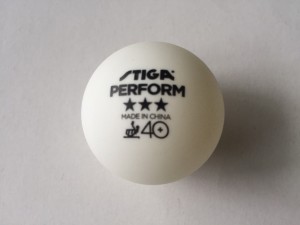 STIGA
PERFORM
★★★
MADE IN CHINA
40+